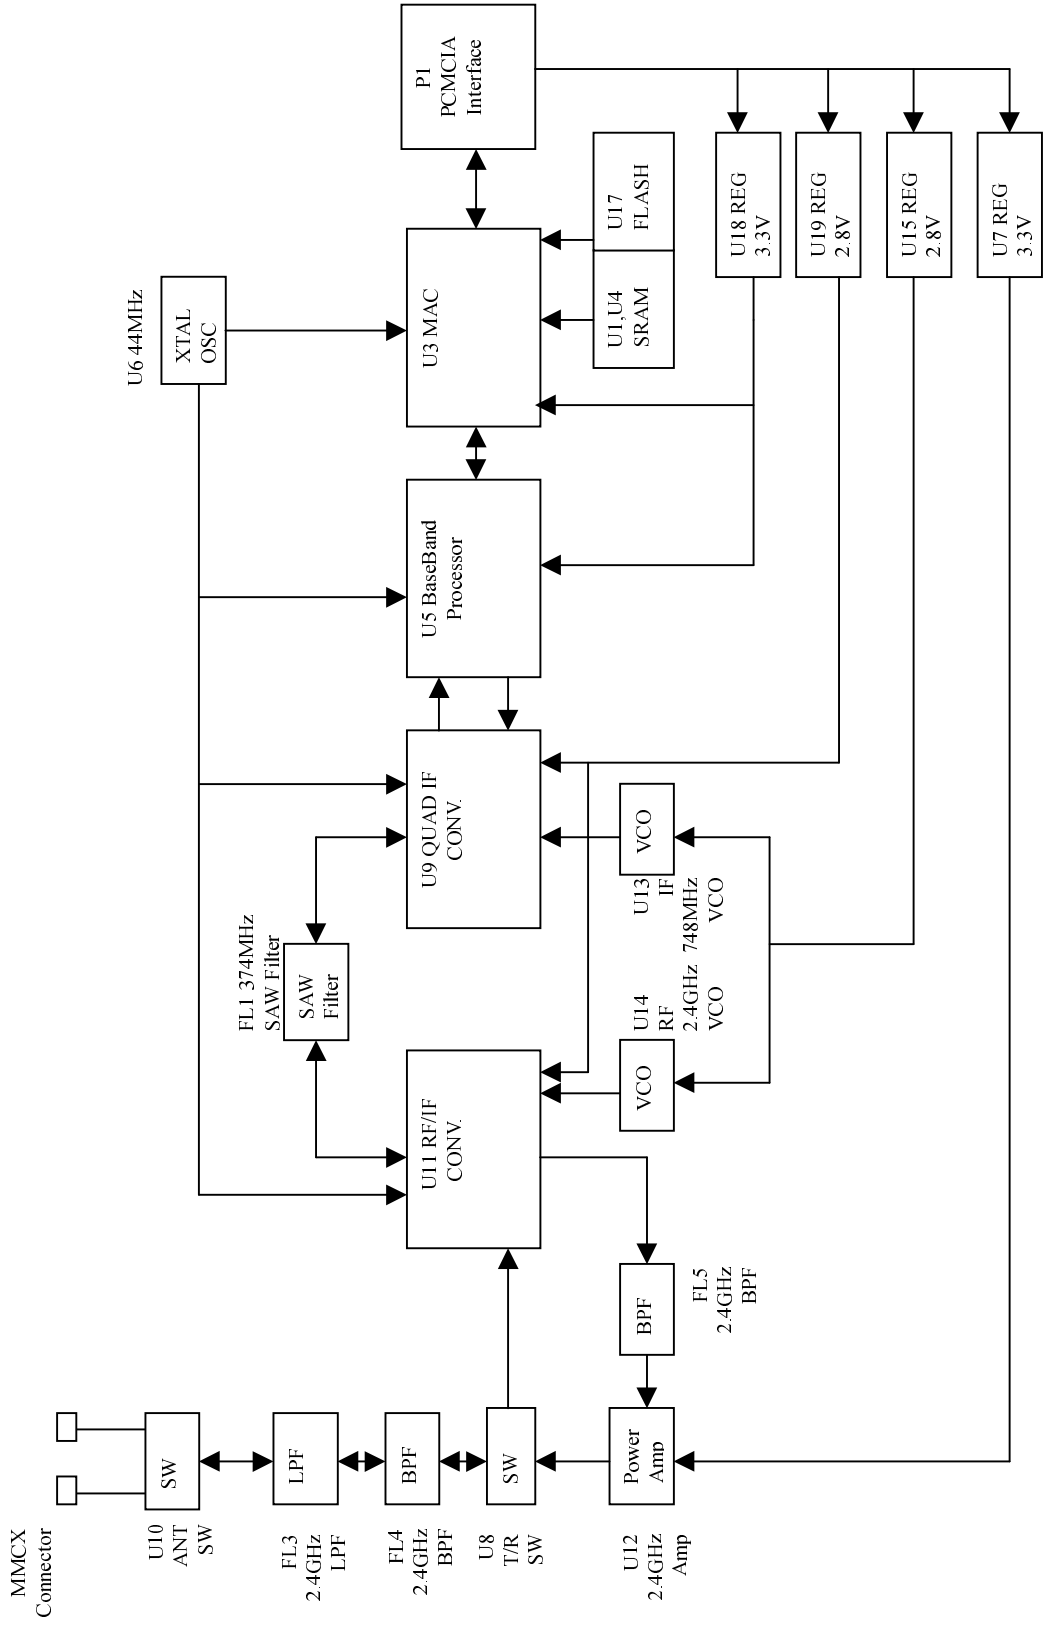 MMCX
Connector
SW
U10
ANT
SW
LPF
FL3
2.4GHz
LPF
BPF
FL4
2.4GHz
BPF
SW
U8
T/R
SW
Power
Amp
U12
2.4GHz
Amp
BPF
FL5
2.4GHz
BPF
U11 RF/IF
CONV.
FL1 374MHz
SAW Filter
SAW
Filter
VCO
U14
RF
2.4GHz
VCO
U9 QUAD IF
CONV.
VCO
U13
IF
748MHz
VCO
U5 BaseBand
Processor
U6 44MHz
XTAL
OSC
U3 MAC
U1,U4
SRAM
U17
FLASH
P1
PCMCIA
Interface
U18 REG
3.3V
U19 REG
2.8V
U15 REG
2.8V
U7 REG
3.3V